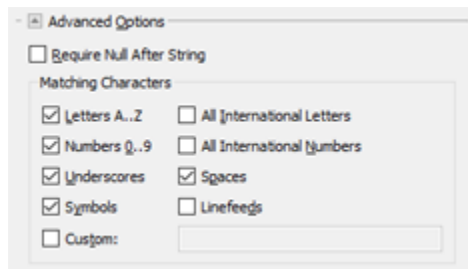 Advanced Options
Require Null After String
Matching Characters
Letters A..Z All International Letters
Numbers 0..9 All International Numbers
Underscores Spaces
Symbols Linefeeds
Custom: